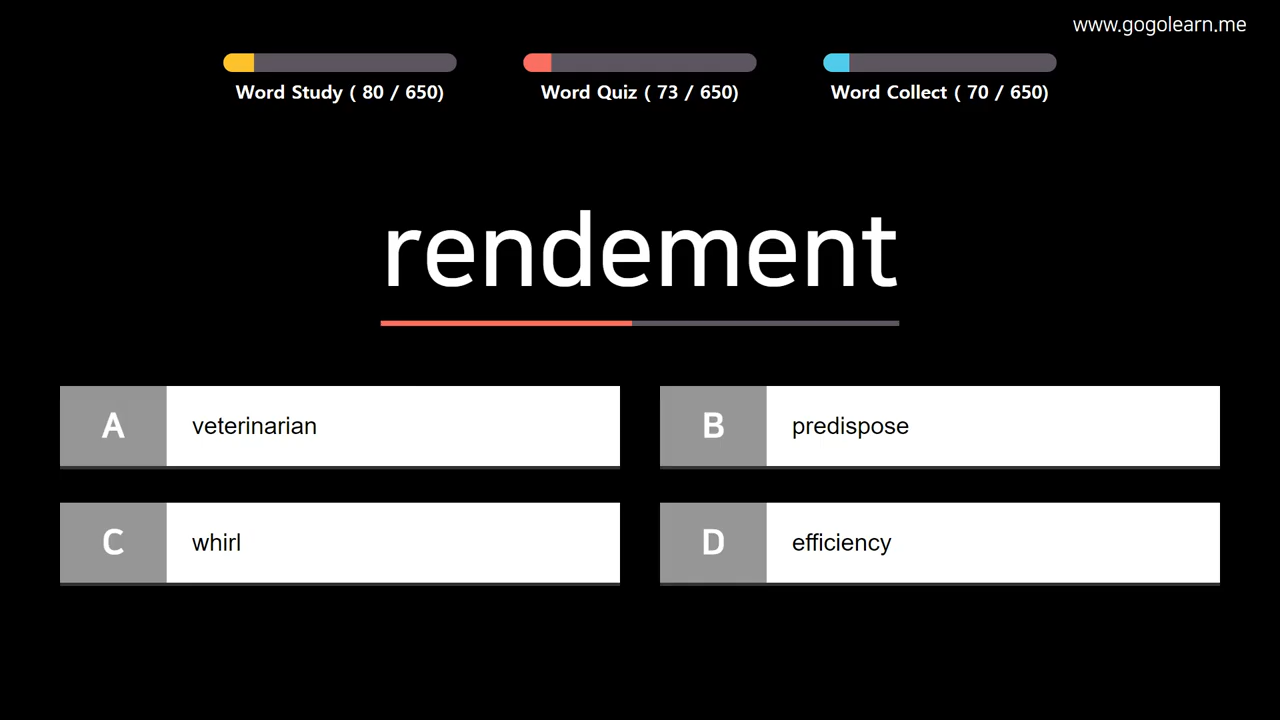 www.gogolearn.me
Word Study ( 80 / 650)
Word Quiz ( 73 / 650)
Word Collect ( 70 / 650)
rendement
A veterinarian
B predispose
C whirl
D efficiency